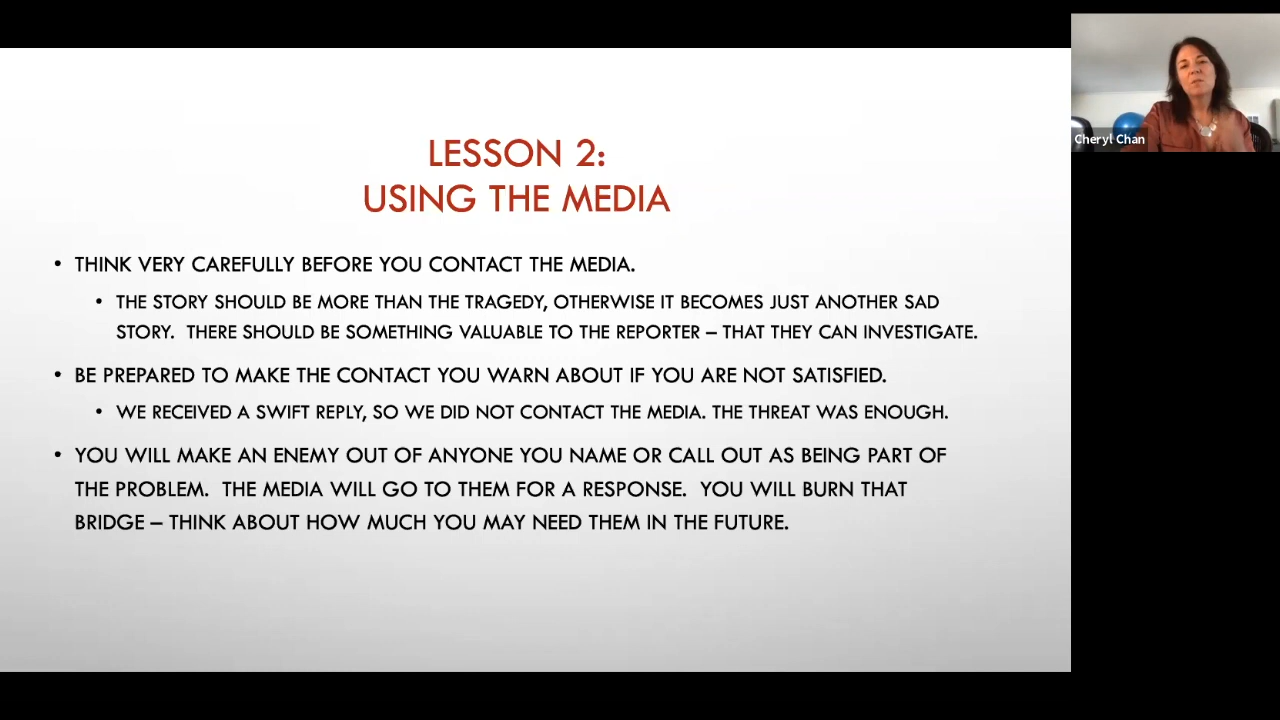 LESSON 2:
USING THE MEDIA
• THINK VERY CAREFULLY BEFORE YOU CONTACT THE MEDIA.
• THE STORY SHOULD BE MORE THAN THE TRAGEDY, OTHERWISE IT BECOMES JUST ANOTHER SAD
STORY. THERE SHOULD BE SOMETHING VALUABLE TO THE REPORTER – THAT THEY CAN INVESTIGATE.
• BE PREPARED TO MAKE THE CONTACT YOU WARN ABOUT IF YOU ARE NOT SATISFIED.
• WE RECEIVED A SWIFT REPLY, SO WE DID NOT CONTACT THE MEDIA. THE THREAT WAS ENOUGH.
• YOU WILL MAKE AN ENEMY OUT OF ANYONE YOU NAME OR CALL OUT AS BEING PART OF
THE PROBLEM. THE MEDIA WILL GO TO THEM FOR A RESPONSE. YOU WILL BURN THAT
BRIDGE – THINK ABOUT HOW MUCH YOU MAY NEED THEM IN THE FUTURE.
Cheryl Chan